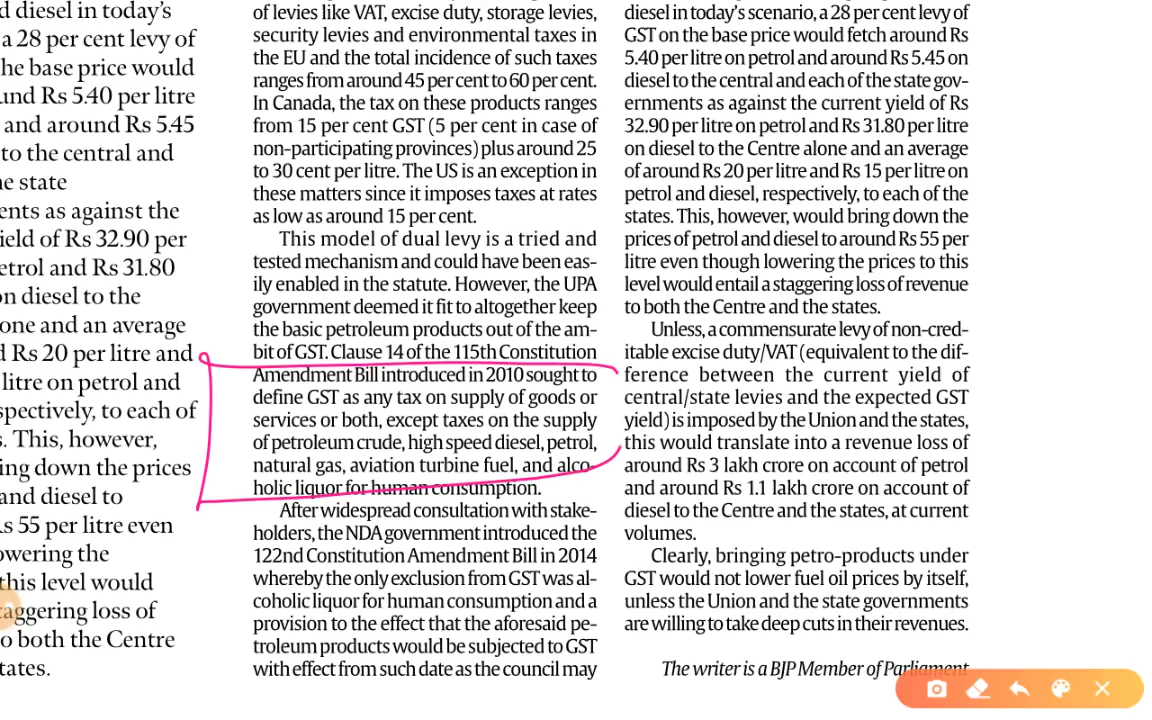 d diesel in today's
a 28 per cent levy of
he base price would
und Rs 5.40 per litre
and around Rs 5.45
to the central and
e state
ents as against the
ield of Rs 32.90 per
etrol and Rs 31.80
on diesel to the
one and an average
d Rs 20 per litre and
litre on petrol and
spectively, to each of
s. This, however,
ing down the prices
and diesel to
Rs 55 per litre even
owering the
this level would
taggering loss of
o both the Centre
tates.
of levies like VAT, excise duty, storage levies,
security levies and environmental taxes in
the EU and the total incidence of such taxes
ranges from around 45 per cent to 60 per cent.
In Canada, the tax on these products ranges
from 15 per cent GST (5 per cent in case of
non-participating provinces) plus around 25
to 30 cent per litre. The US is an exception in
these matters since it imposes taxes at rates
as low as around 15 per cent.
This model of dual levy is a tried and
tested mechanism and could have been eas-
ily enabled in the statute. However, the UPA
government deemed it fit to altogether keep
the basic petroleum products out of the am-
bit of GST. Clause 14 of the 115th Constitution
Amendment Bill introduced in 2010 sought to
define GST as any tax on supply of goods or
services or both, except taxes on the supply
of petroleum crude, high speed diesel, petrol,
natural gas, aviation turbine fuel, and alco-
holic liquor for human consumption.
After widespread consultation with stake-
holders, the NDA government introduced the
122nd Constitution Amendment Bill in 2014
whereby the only exclusion from GST was al-
coholic liquor for human consumption and a
provision to the effect that the aforesaid pe-
troleum products would be subjected to GST
with effect from such date as the council may
diesel in today's scenario, a 28 per cent levy of
GST on the base price would fetch around Rs
5.40 per litre on petrol and around Rs 5.45 on
diesel to the central and each of the state gov-
ernments as against the current yield of Rs
32.90 per litre on petrol and Rs 31.80 per litre
on diesel to the Centre alone and an average
of around Rs 20 per litre and Rs 15 per litre on
petrol and diesel, respectively, to each of the
states. This, however, would bring down the
prices of petrol and diesel to around Rs 55 per
litre even though lowering the prices to this
level would entail a staggering loss of revenue
to both the Centre and the states.
Unless, a commensurate levy of non-cred-
itable excise duty/VAT (equivalent to the dif-
ference between the current yield of
central/state levies and the expected GST
yield) is imposed by the Union and the states,
this would translate into a revenue loss of
around Rs 3 lakh crore on account of petrol
and around Rs 1.1 lakh crore on account of
diesel to the Centre and the states, at current
volumes.
Clearly, bringing petro-products under
GST would not lower fuel oil prices by itself,
unless the Union and the state governments
are willing to take deep cuts in their revenues.
The writer is a BJP Member of Parliament